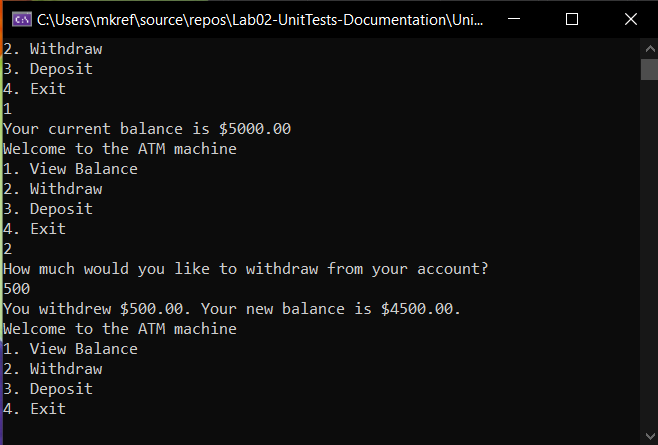 C:\Users\mkref\source\repos\Lab02-UnitTests-Documentation\Uni...
2. Withdraw
3. Deposit
4. Exit
1
Your current balance is $5000.00
Welcome to the ATM machine
1. View Balance
2. Withdraw
3. Deposit
4. Exit
2
How much would you like to withdraw from your account?
500
You withdrew $500.00. Your new balance is $4500.00.
Welcome to the ATM machine
1. View Balance
2. Withdraw
3. Deposit
4. Exit